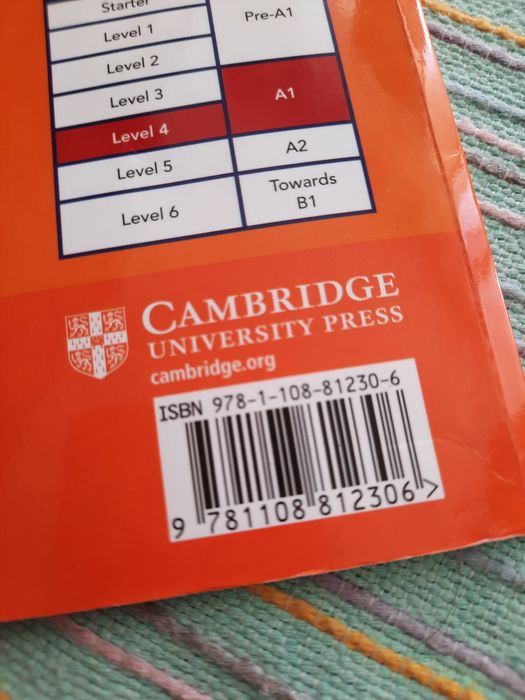 Starter
Pre-A1
Level 1
Level 2
Level 3
A1
Level 4
Level 5
A2
Level 6
Towards
B1
CAMBRIDGE
UNIVERSITY PRESS
cambridge.org
ISBN 978-1-108-81230-6
9 781108 812306 >